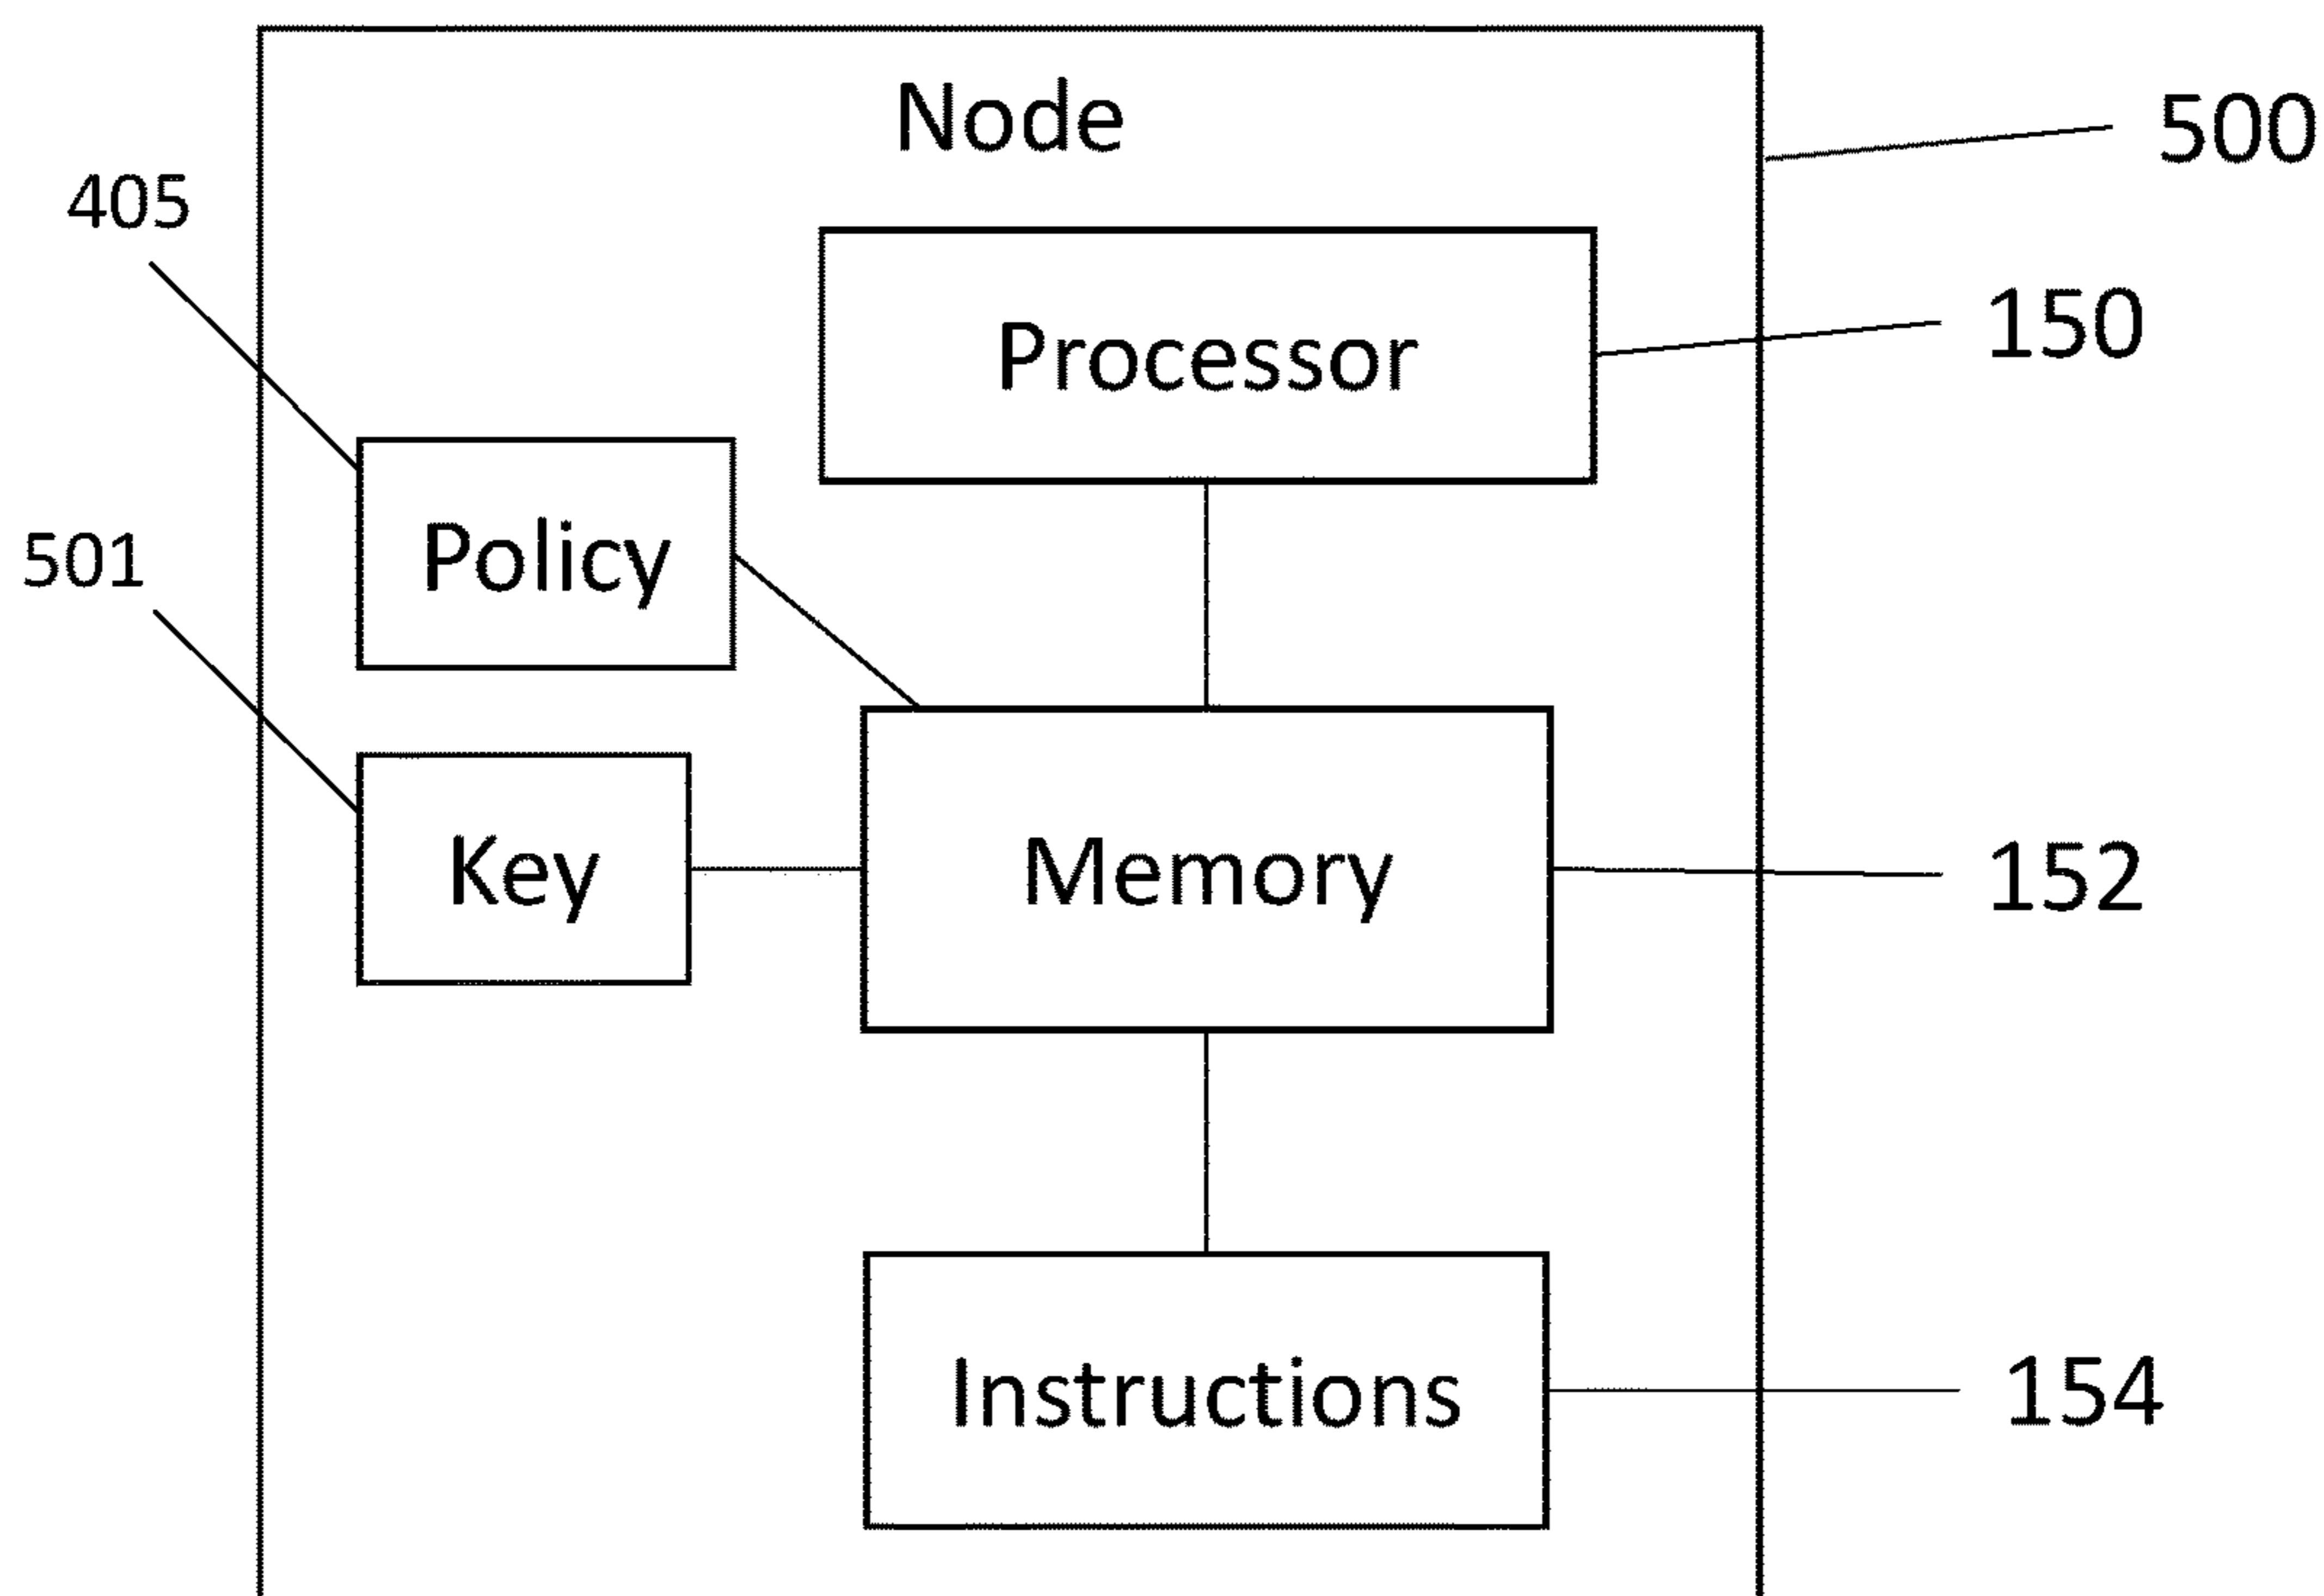 Node
500
405
Processor
150
Policy
501
Key
Memory
152
Instructions
154